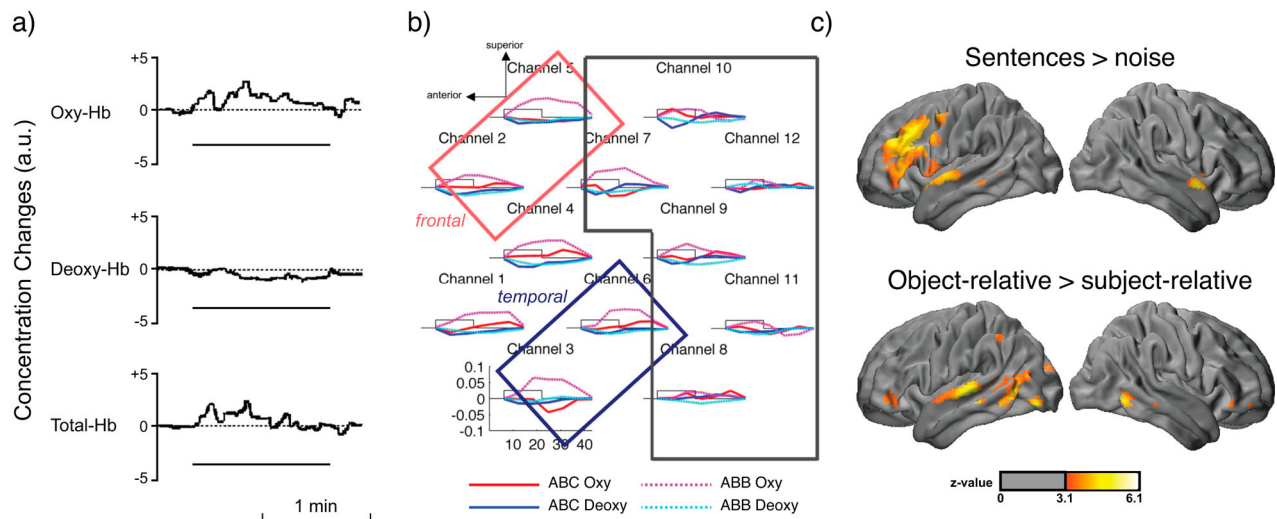 a)
Concentration Changes (a.u.)
+5
Oxy-Hb
0
-5
+5
Deoxy-Hb
0
-5
+5
Total-Hb
0
-5
1 min
b)
superior
anterior
Channel 5
Channel 10
Channel 2
Channel 7
Channel 12
frontal
Channel 4
Channel 9
Channel 1
Channel 6
Channel 11
temporal
Channel 3
Channel 8
0.1
0.05
0
-0.05
-0.1
10 20 30 40
ABC Oxy
ABB Oxy
ABC Deoxy
ABB Deoxy
c)
Sentences > noise
Object-relative > subject-relative
z-value
0 3.1 6.1